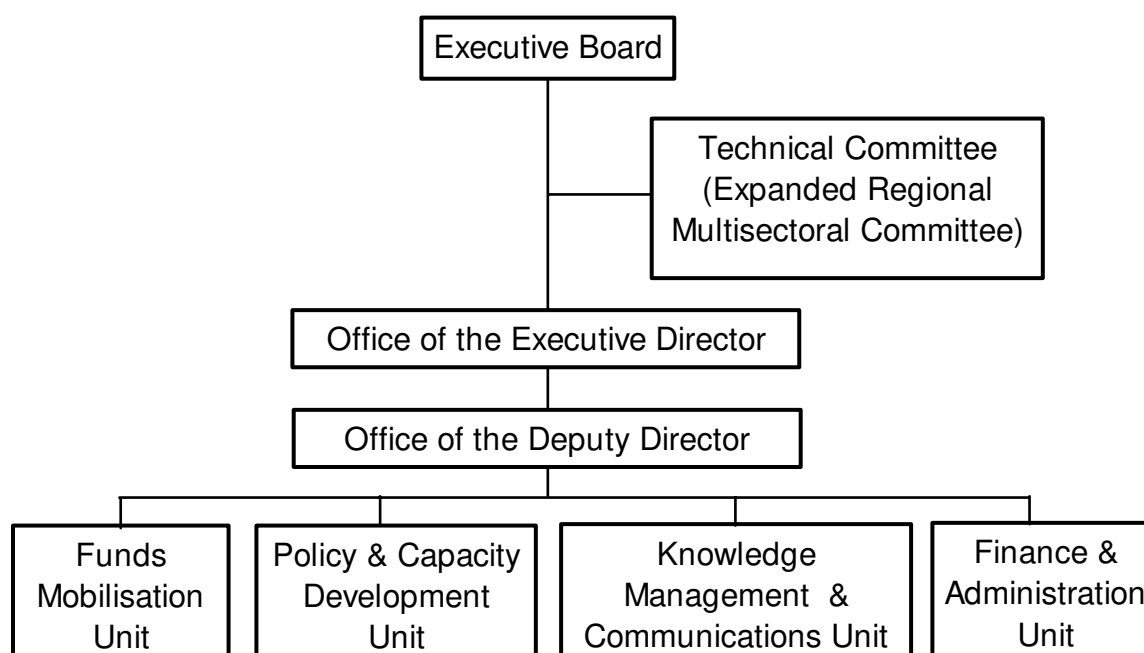 Executive Board
Technical Committee
(Expanded Regional
Multisectoral Committee)
Office of the Executive Director
Office of the Deputy Director
Funds
Mobilisation
Unit
Policy & Capacity
Development
Unit
Knowledge
Management &
Communications Unit
Finance &
Administration
Unit